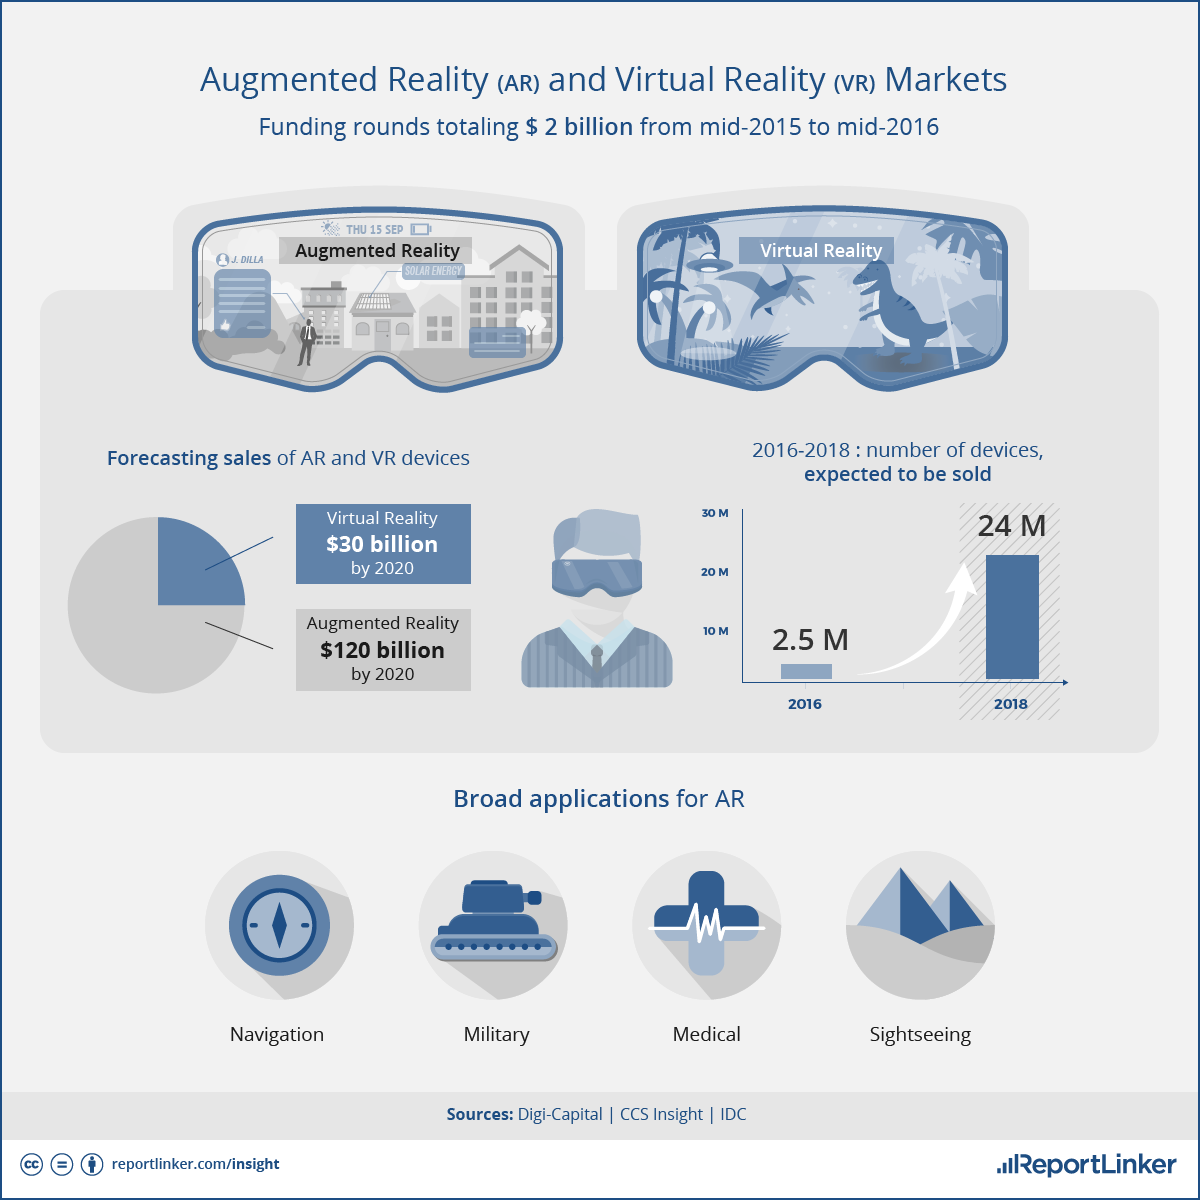 Augmented Reality (AR) and Virtual Reality (VR) Markets
Funding rounds totaling $ 2 billion from mid-2015 to mid-2016
THU 15 SEP
Augmented Reality
J. DILLA
SOLAR ENERGY
Virtual Reality
Forecasting sales of AR and VR devices
Virtual Reality
$30 billion
by 2020
Augmented Reality
$120 billion
by 2020
2016-2018 : number of devices,
expected to be sold
30 M
20 M
10 M
2.5 M
24 M
2016
2018
Broad applications for AR
Navigation
Military
Medical
Sightseeing
Sources: Digi-Capital | CCS Insight | IDC
cc
reportlinker.com/insight
ReportLinker